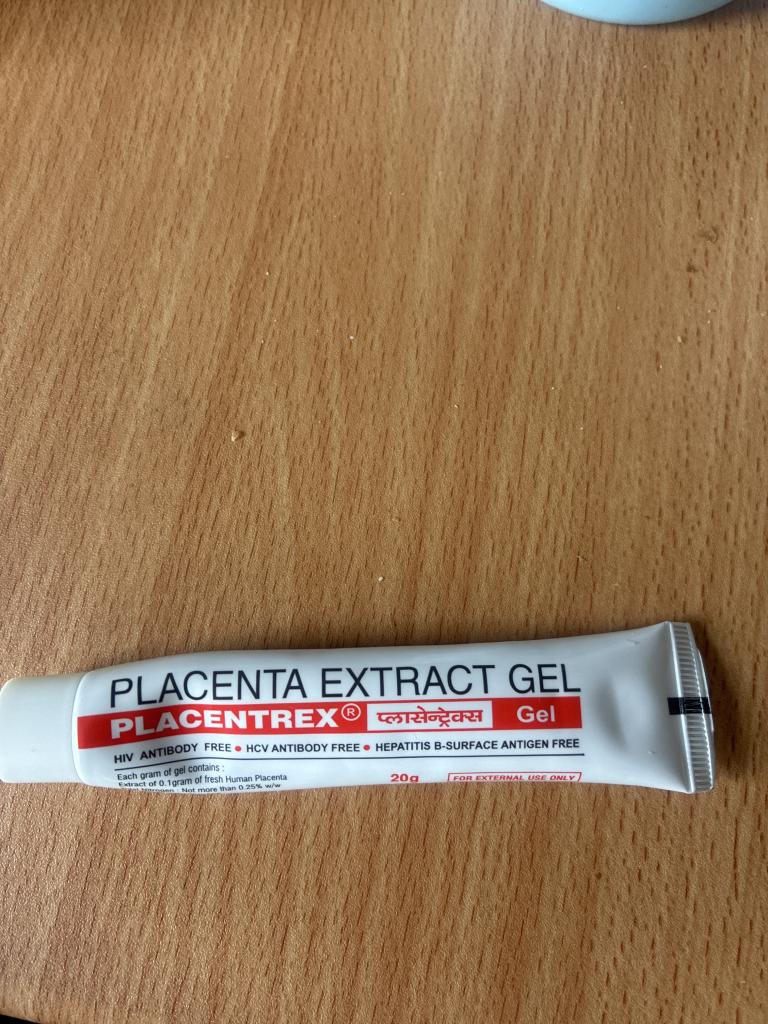 PLACENTA EXTRACT GEL
PLACENTREX® प्लासेन्ट्रेक्स Gel
HIV ANTIBODY FREE • HCV ANTIBODY FREE • HEPATITIS B-SURFACE ANTIGEN FREE
Each gram of gel contains :
Extract of 0.1gram of fresh Human Placenta
Nitrogen . Not more than 0.25% w/w
20g
FOR EXTERNAL USE ONLY